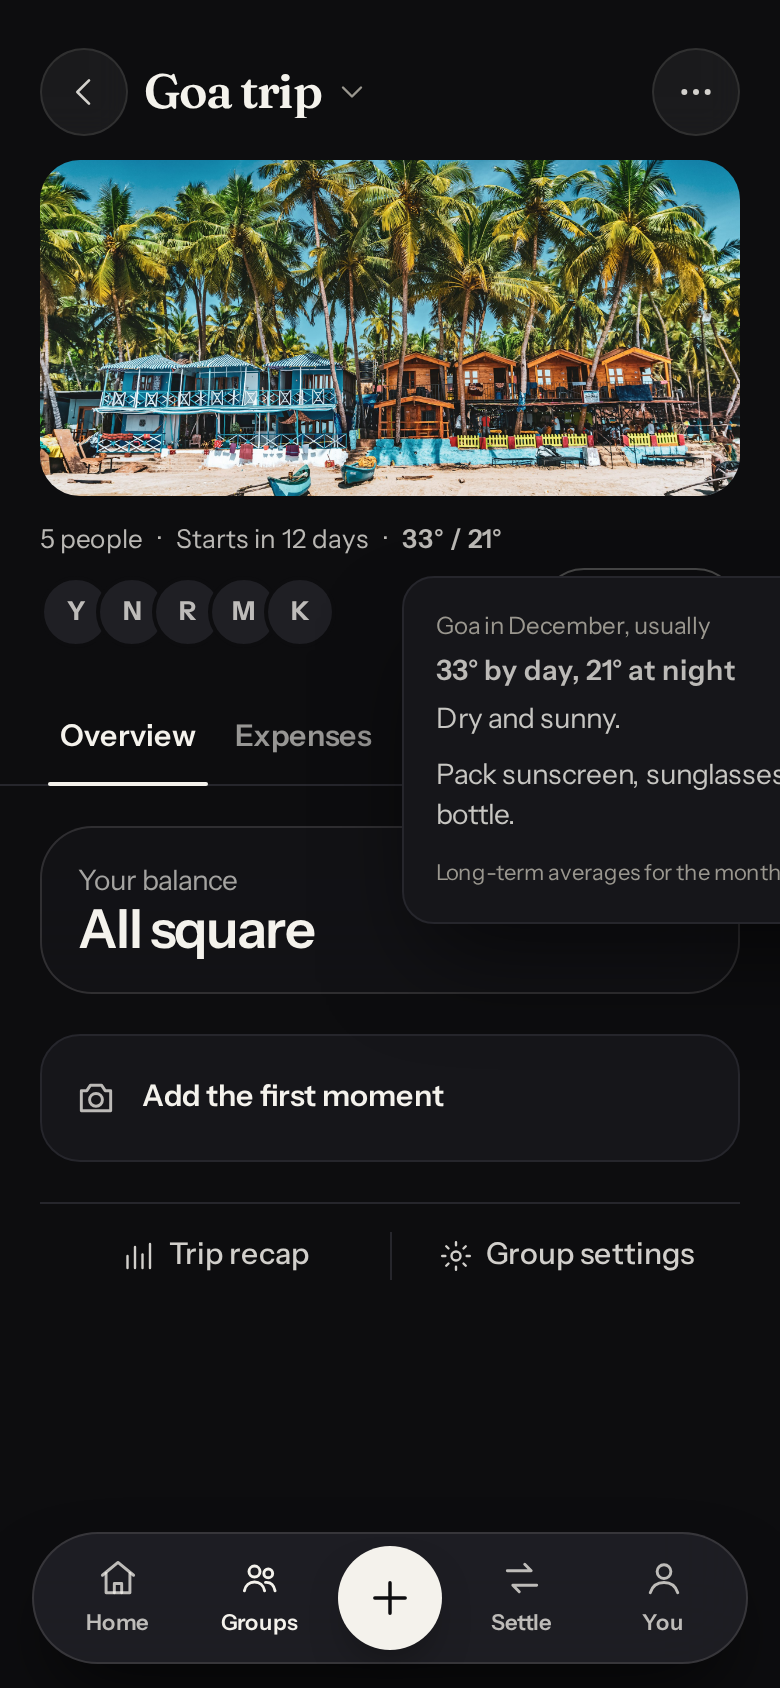 Goa trip
5 people · Starts in 12 days · 33° / 21°
Y N R M K
Goa in December, usually
33° by day, 21° at night
Dry and sunny.
Pack sunscreen, sunglasses
bottle.
Long-term averages for the month
Overview Expenses
Your balance
All square
Add the first moment
Trip recap Group settings
Home Groups Settle You